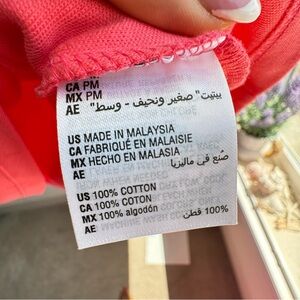 CA PM
MX PM
AE "بيتيت" صغير ونحيف - وسط
US MADE IN MALAYSIA
CA FABRIQUÉ EN MALAISIE
MX HECHO EN MALASIA
AE صُنع في ماليزيا
US 100% COTTON
CA 100% COTON
MX 100% algodón
AE 100% قطن